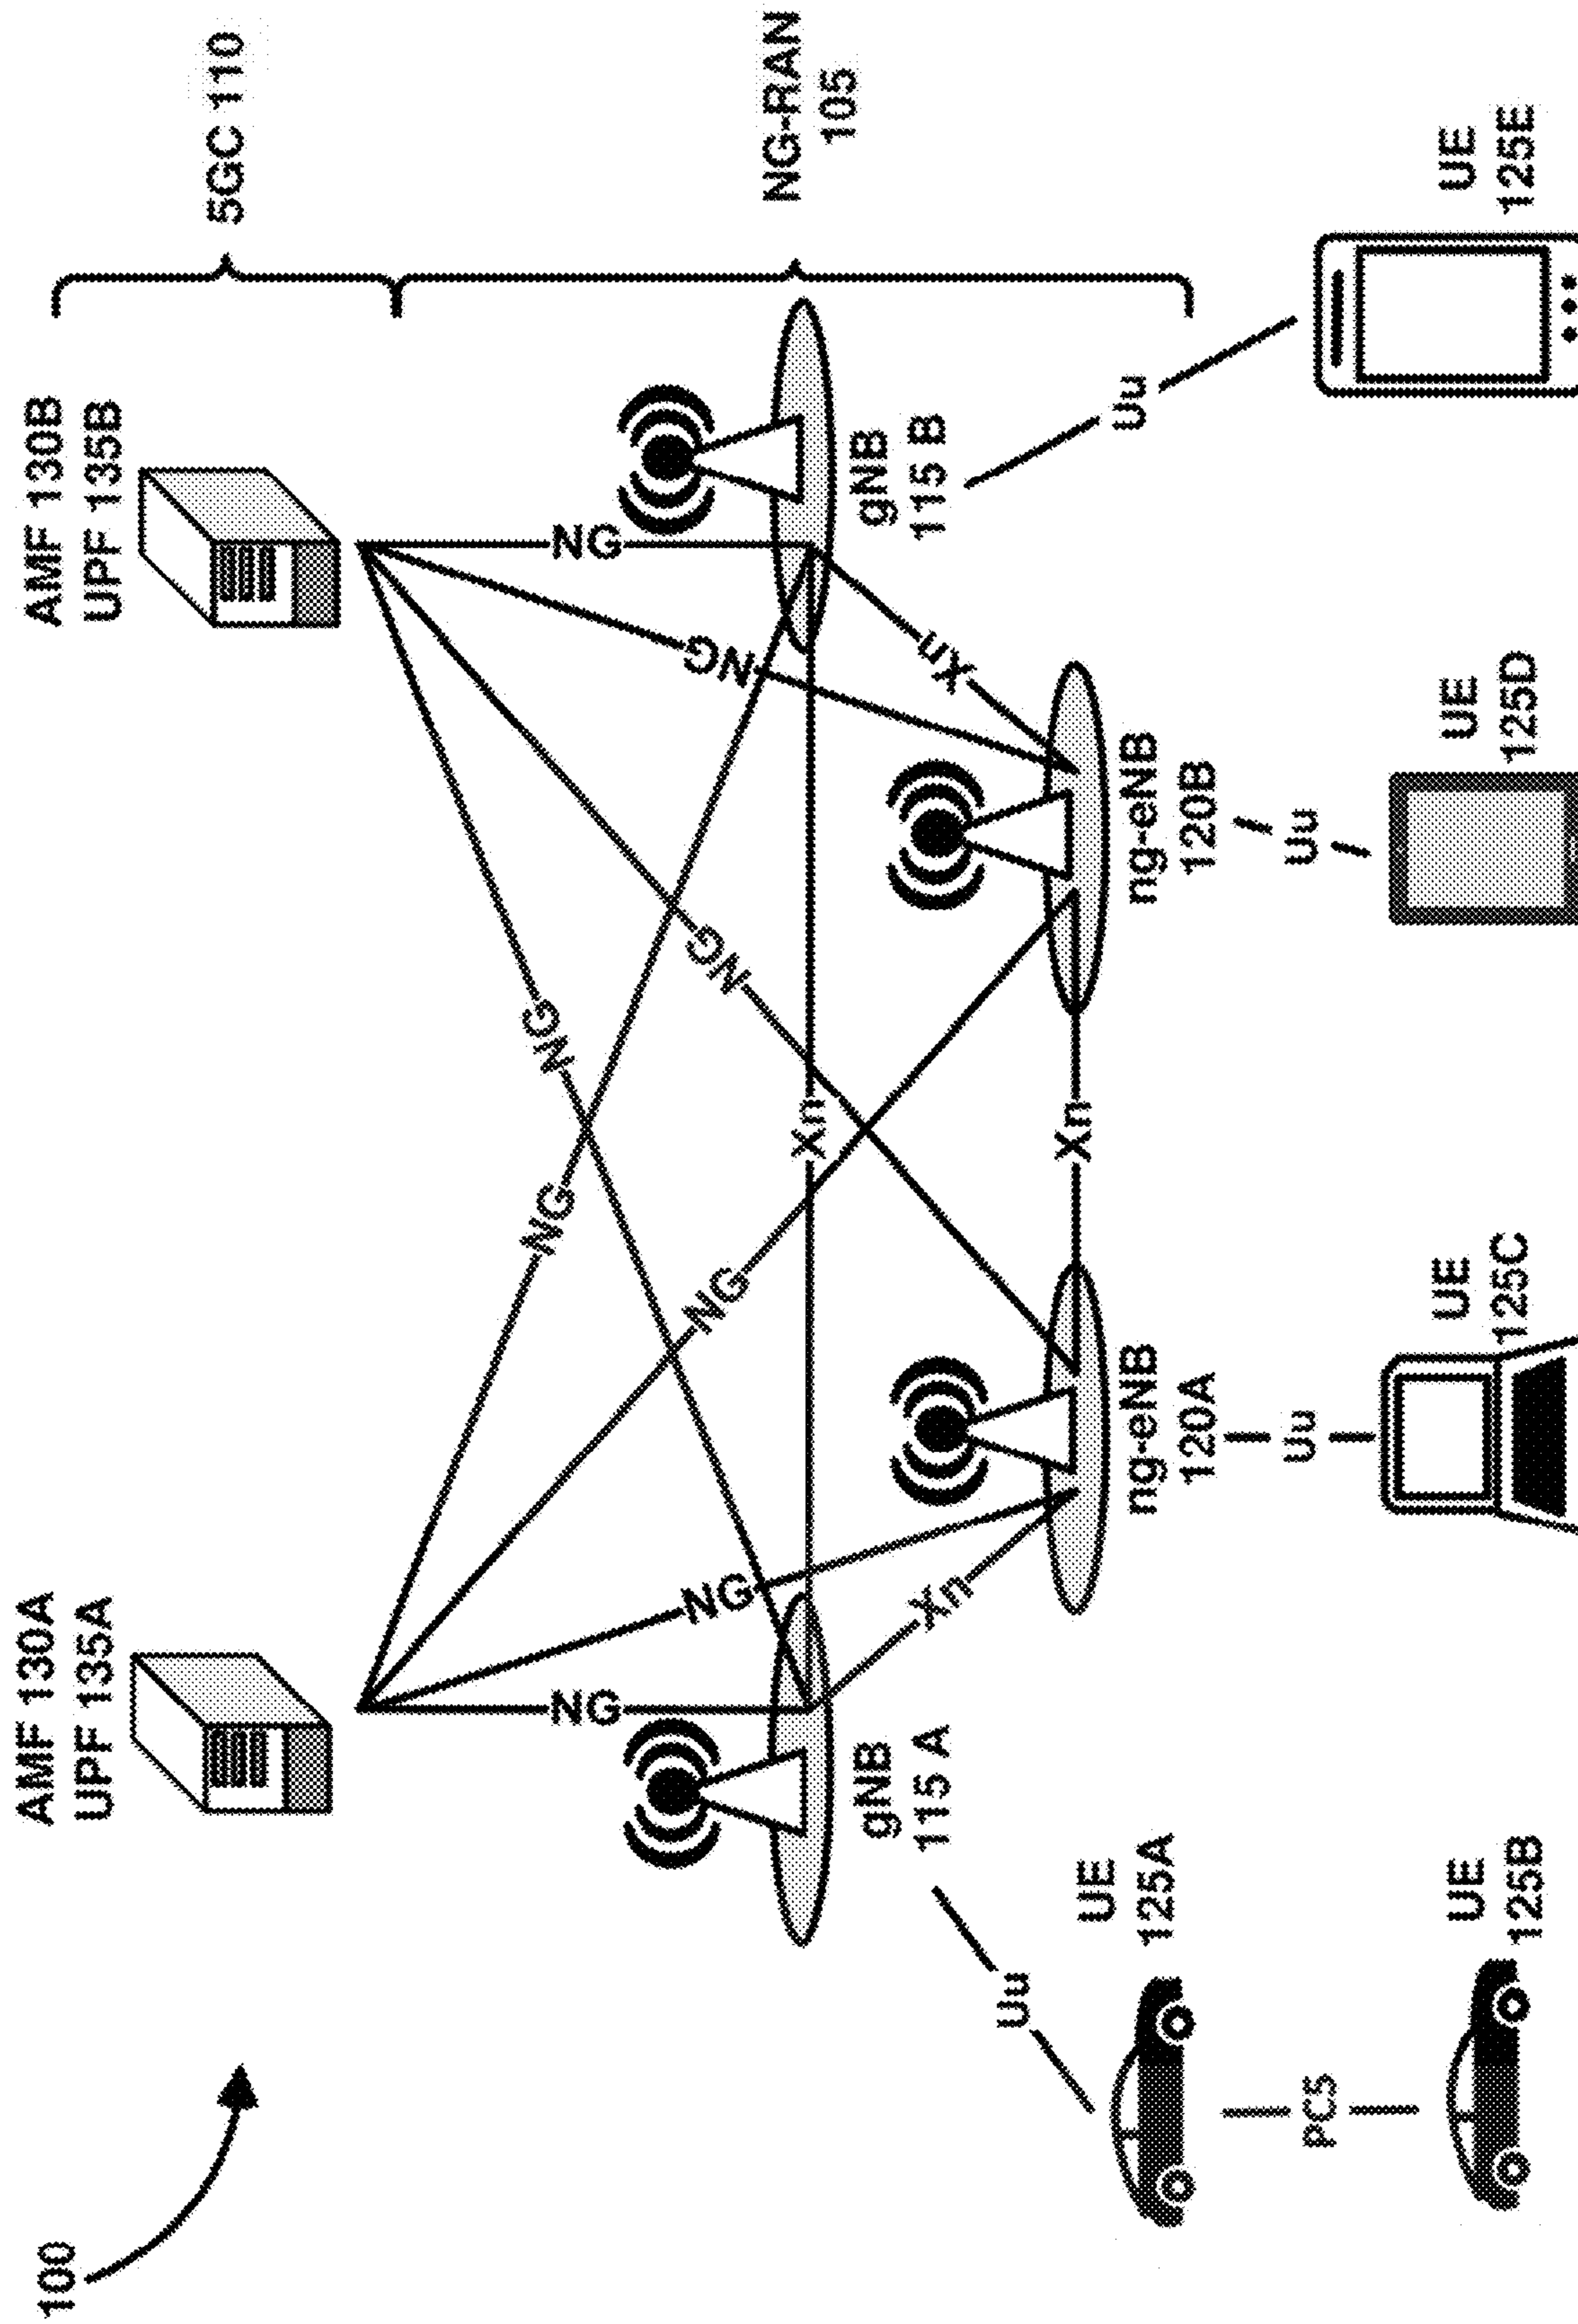 100
AMF 130A
UPF 135A
AMF 130B
UPF 135B
5GC 110
NG
NG
NG
NG
NG
NG
NG
NG
NG-RAN
105
gNB
115 A
Xn
gNB
115 B
Xn
Xn
Xn
ng-eNB
120A
ng-eNB
120B
Uu
Uu
Uu
Uu
UE
125A
PC5
UE
125B
UE
125C
UE
125D
UE
125E